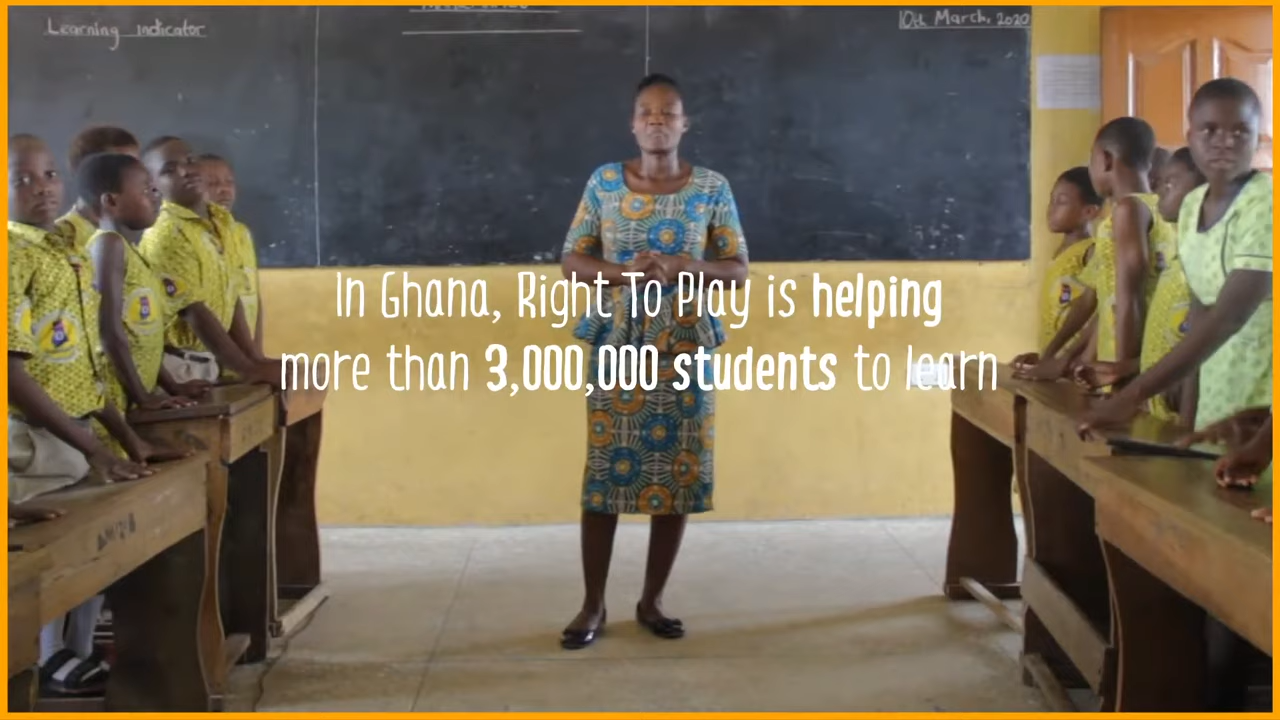 Learning indicator
10th March, 2020
In Ghana, Right To Play is helping
more than 3,000,000 students to learn